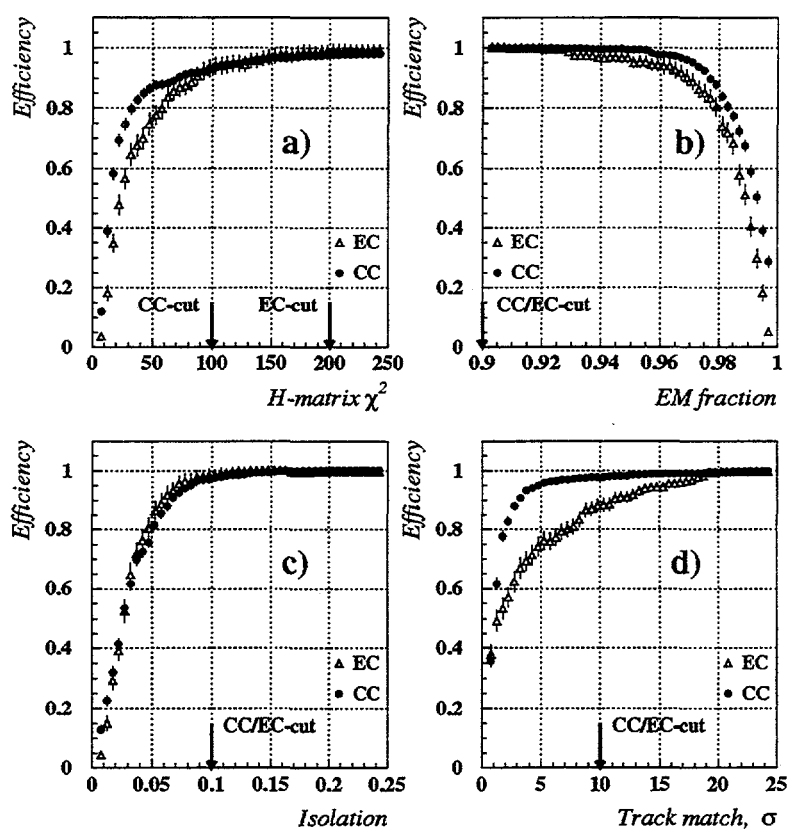 Efficiency
1
0.8
0.6
0.4
0.2
0
a)
EC
CC
CC-cut
EC-cut
0 50 100 150 200 250
H-matrix χ²
Efficiency
1
0.8
0.6
0.4
0.2
0
b)
EC
CC
CC/EC-cut
0.9 0.92 0.94 0.96 0.98 1
EM fraction
Efficiency
1
0.8
0.6
0.4
0.2
0
c)
EC
CC
CC/EC-cut
0 0.05 0.1 0.15 0.2 0.25
Isolation
Efficiency
1
0.8
0.6
0.4
0.2
0
d)
EC
CC
CC/EC-cut
0 5 10 15 20 25
Track match, σ